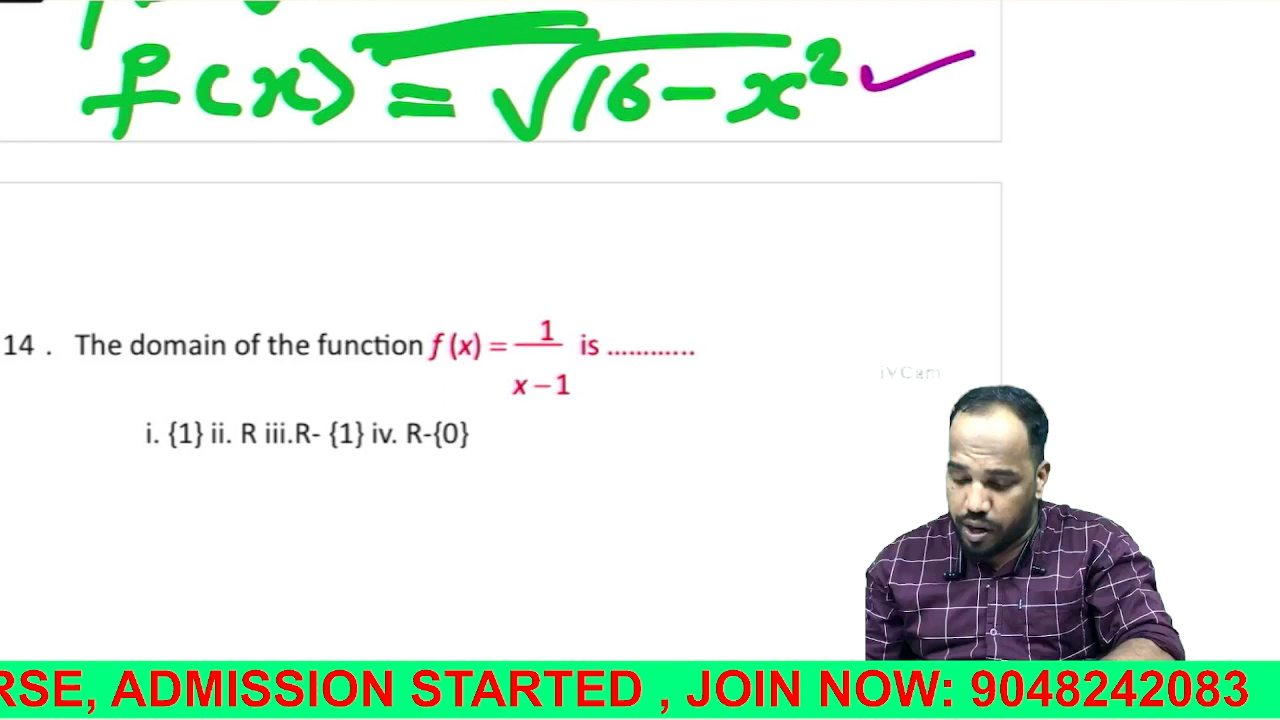 f(x) = √16-x²
14 . The domain of the function f (x) = 1 / x – 1 is ............
i. {1} ii. R iii.R- {1} iv. R-{0}
iVCam
RSE, ADMISSION STARTED , JOIN NOW: 9048242083